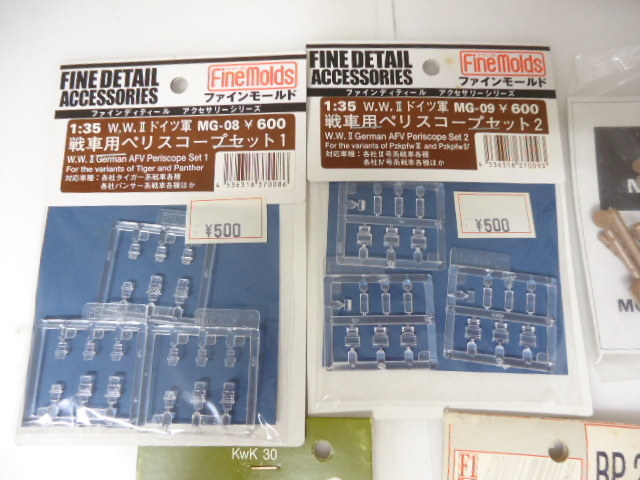 FINE DETAIL
ACCESSORIES
FineMolds
ファインモールド
ファインディティール アクセサリーシリーズ
1:35 W.W.Ⅱドイツ軍 MG-08 ¥600
戦車用ペリスコープセット1
W.W.Ⅱ German AFV Periscope Set 1
For the variants of Tiger and Panther
対応車種：各社タイガー系戦車各種
各社パンサー系戦車各種ほか
4 536318 370086
¥500
FINE DETAIL
ACCESSORIES
FineMolds
ファインモールド
ファインディティール アクセサリーシリーズ
1:35 W.W.Ⅱドイツ軍 MG-09 ¥600
戦車用ペリスコープセット2
W.W.Ⅱ German AFV Periscope Set 2
For the variants of Pzkpfw Ⅲ and Pzkpfw Ⅳ
対応車種：各社Ⅲ号系戦車各種
各社Ⅳ号系戦車各種ほか
4 536318 370093
¥500
KwK 30
F1